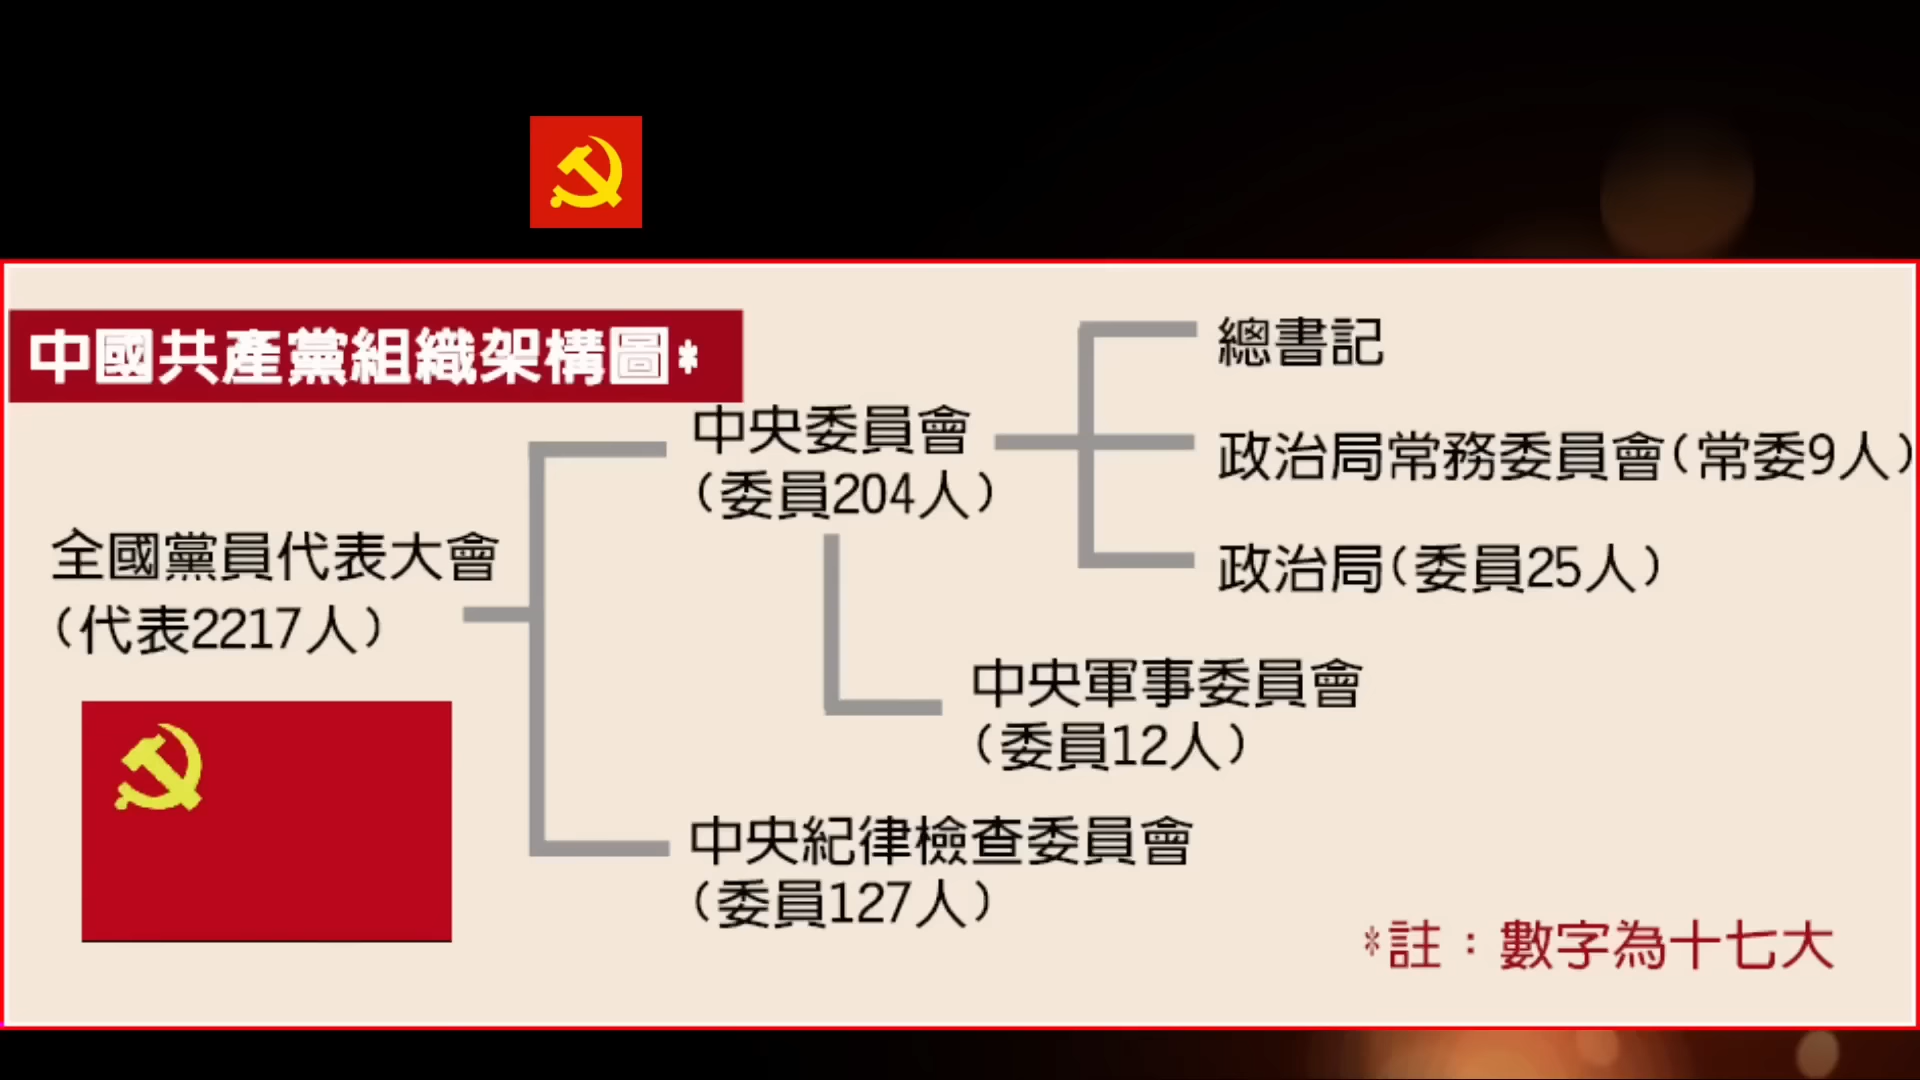 中國共產黨組織架構圖*
總書記
中央委員會
(委員204人)
政治局常務委員會(常委9人)
政治局(委員25人)
全國黨員代表大會
(代表2217人)
中央軍事委員會
(委員12人)
中央紀律檢查委員會
(委員127人)
*註：數字為十七大